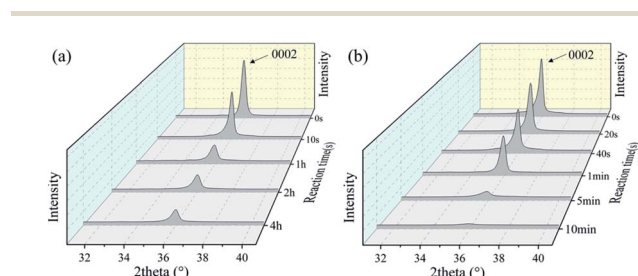 (a)
0002
Intensity
0s
10s
1h
2h
4h
Reaction time(s)
Intensity
32 34 36 38 40
2theta (°)
(b)
0002
Intensity
0s
20s
40s
1min
5min
10min
Reaction time(s)
Intensity
32 34 36 38 40
2theta (°)